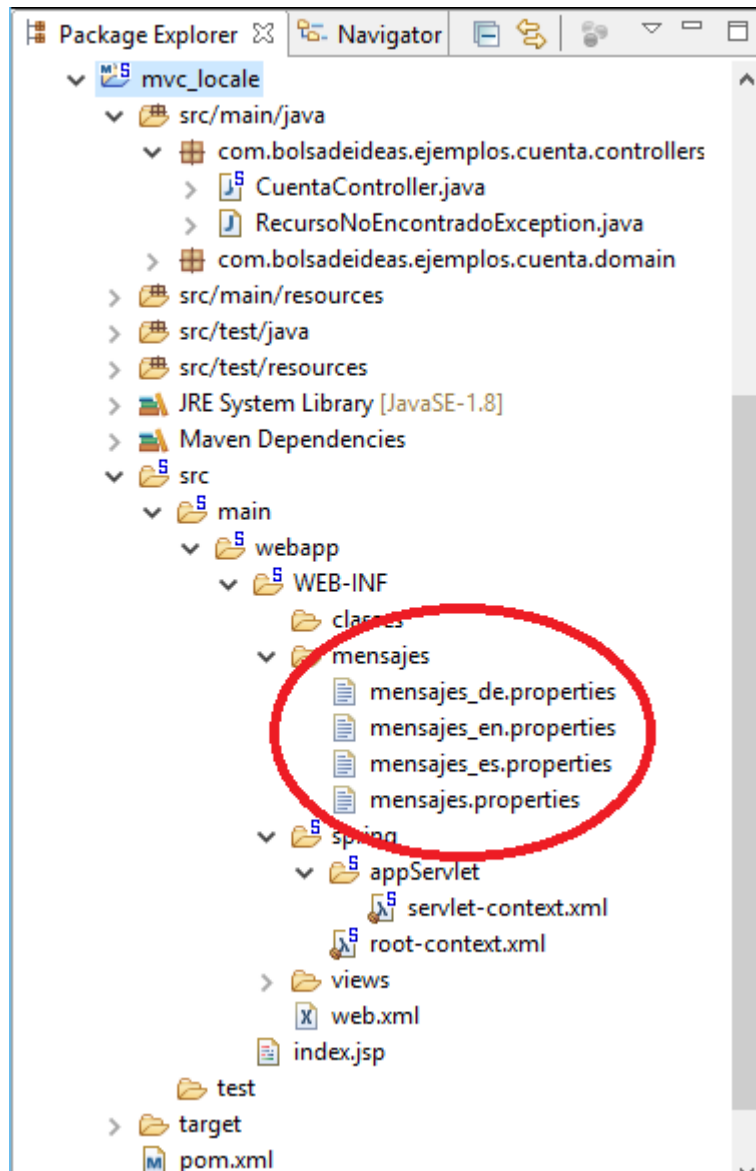 Package Explorer Navigator
mvc_locale
src/main/java
com.bolsadeideas.ejemplos.cuenta.controllers
CuentaController.java
RecursoNoEncontradoException.java
com.bolsadeideas.ejemplos.cuenta.domain
src/main/resources
src/test/java
src/test/resources
JRE System Library [JavaSE-1.8]
Maven Dependencies
src
main
webapp
WEB-INF
classes
mensajes
mensajes_de.properties
mensajes_en.properties
mensajes_es.properties
mensajes.properties
spring
appServlet
servlet-context.xml
root-context.xml
views
web.xml
index.jsp
test
target
pom.xml